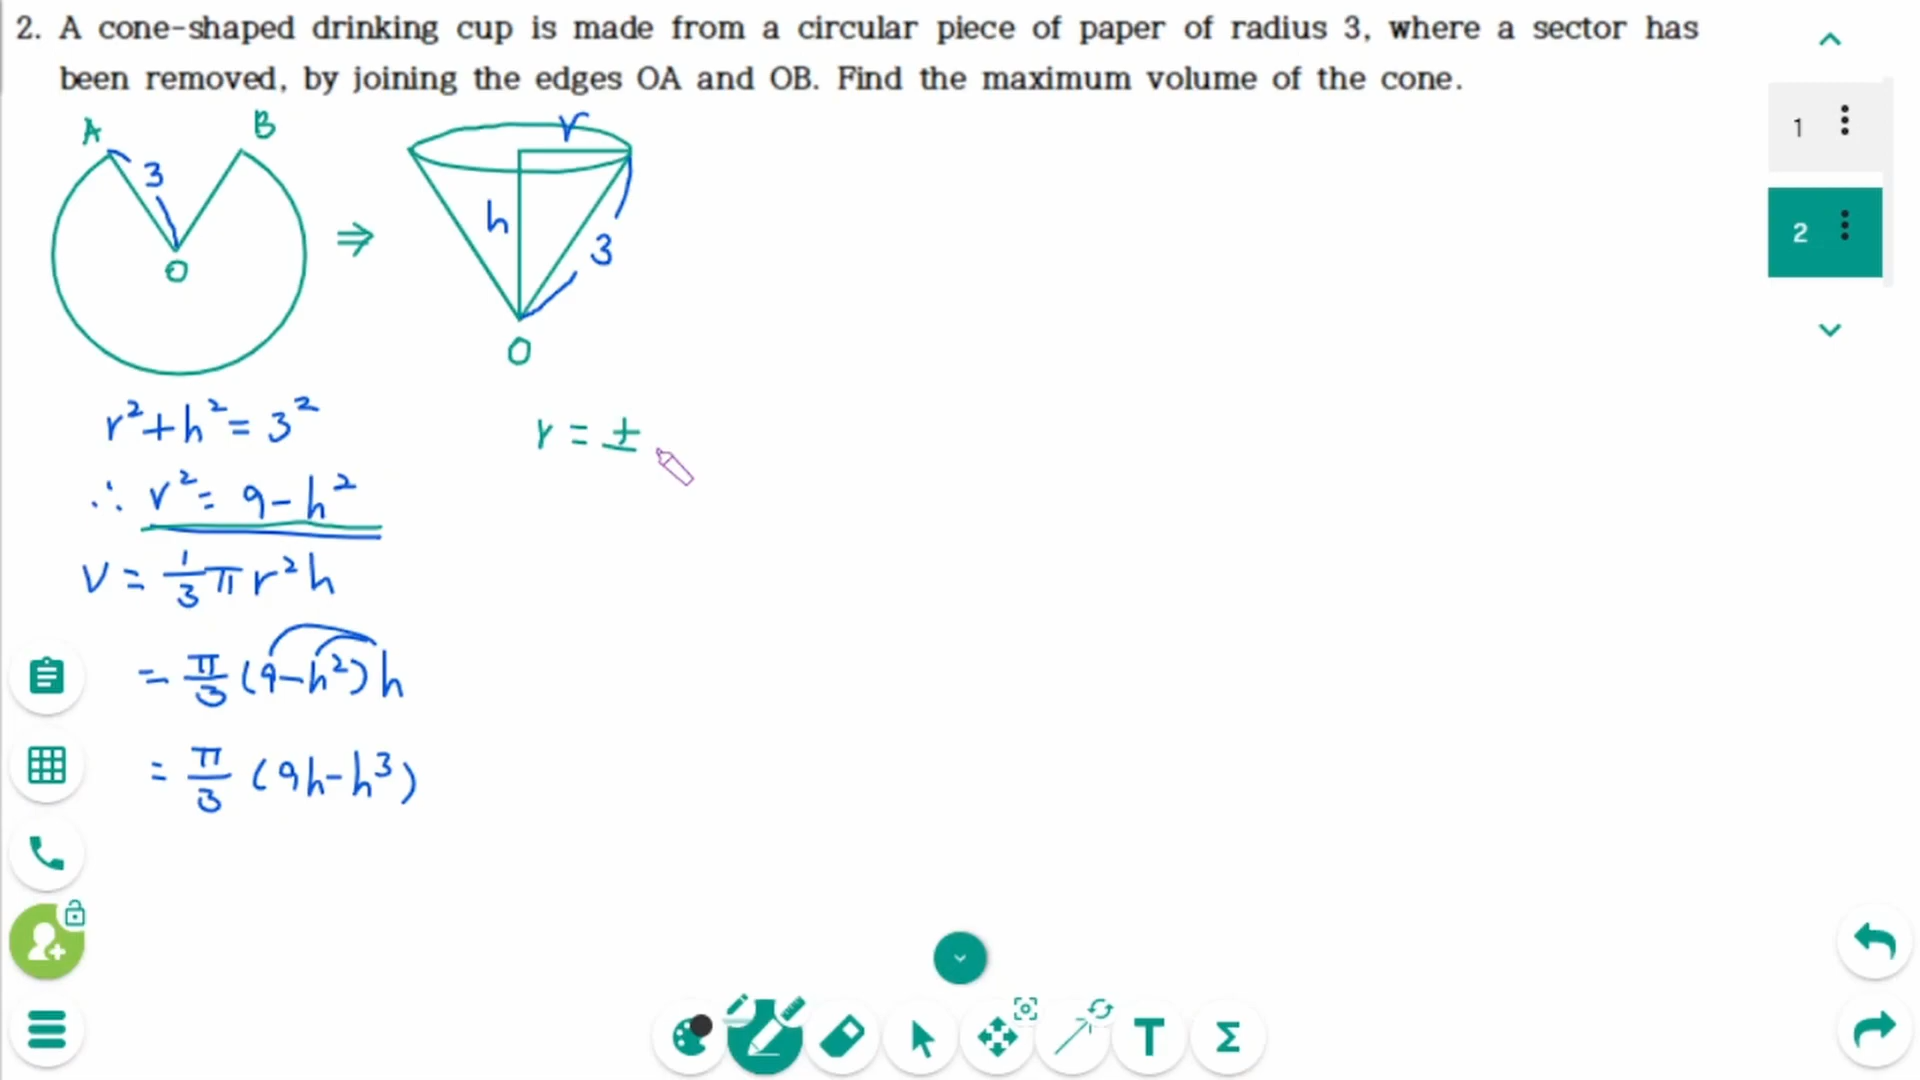 2. A cone-shaped drinking cup is made from a circular piece of paper of radius 3, where a sector has
been removed, by joining the edges OA and OB. Find the maximum volume of the cone.
A
B
3
O
⇒
r
h
3
O
r² + h² = 3²
∴ r² = 9 - h²
V = 1/3 π r² h
= π/3 (9 - h²) h
= π/3 (9h - h³)
r = ±
1
2
T
Σ